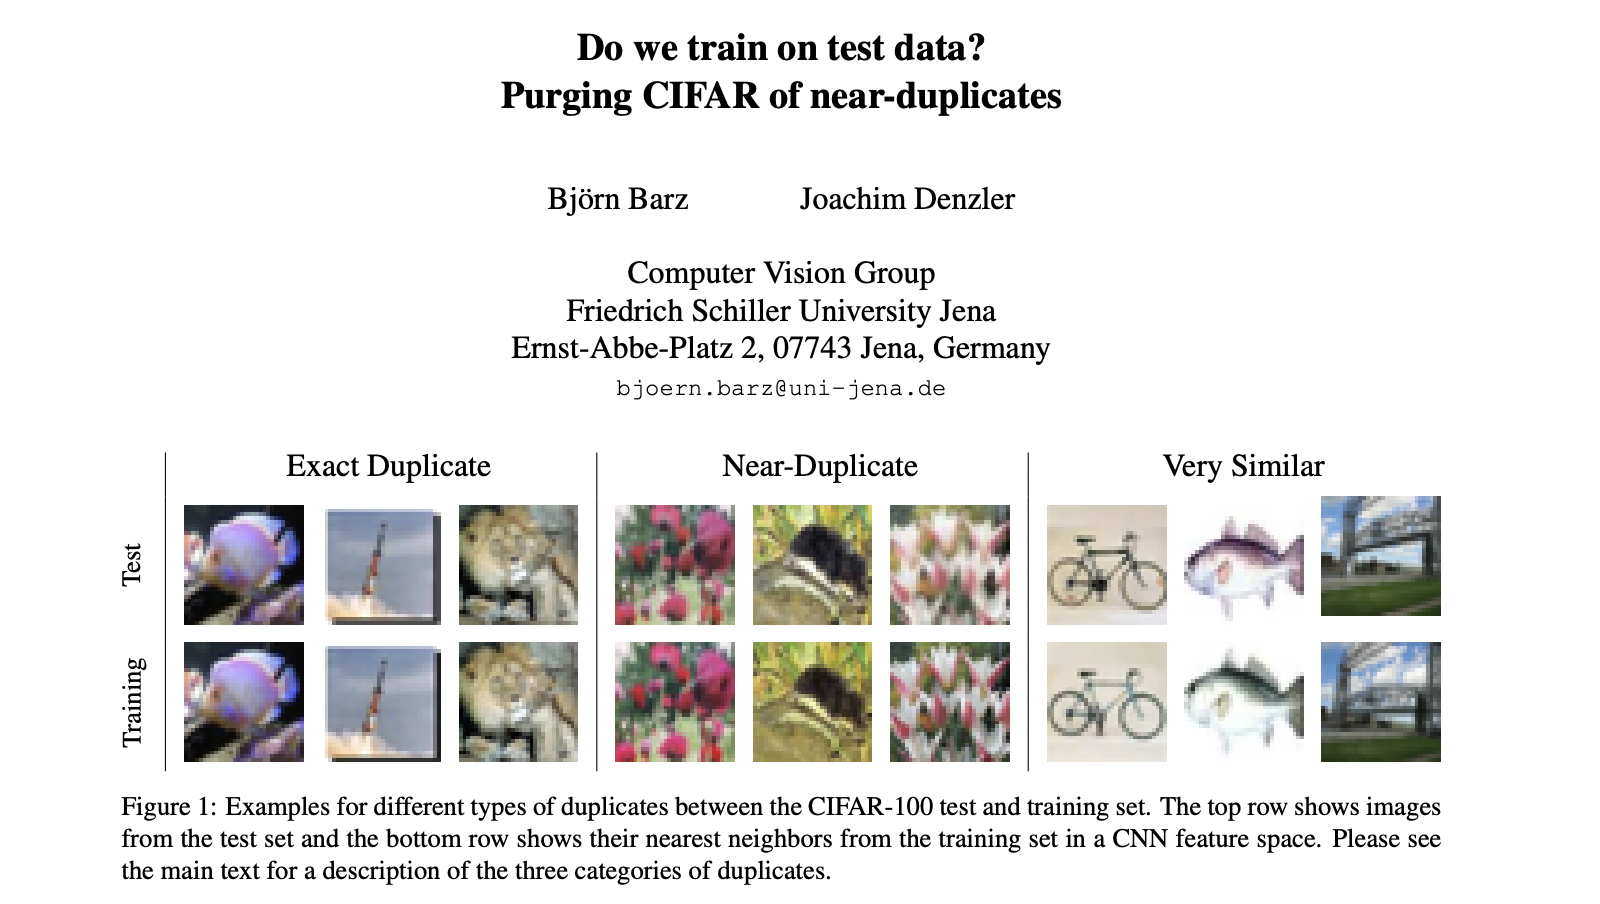 Do we train on test data?
Purging CIFAR of near-duplicates
Björn Barz
Joachim Denzler
Computer Vision Group
Friedrich Schiller University Jena
Ernst-Abbe-Platz 2, 07743 Jena, Germany
bjoern.barz@uni-jena.de
Exact Duplicate
Near-Duplicate
Very Similar
Test
Training
Figure 1: Examples for different types of duplicates between the CIFAR-100 test and training set. The top row shows images
from the test set and the bottom row shows their nearest neighbors from the training set in a CNN feature space. Please see
the main text for a description of the three categories of duplicates.